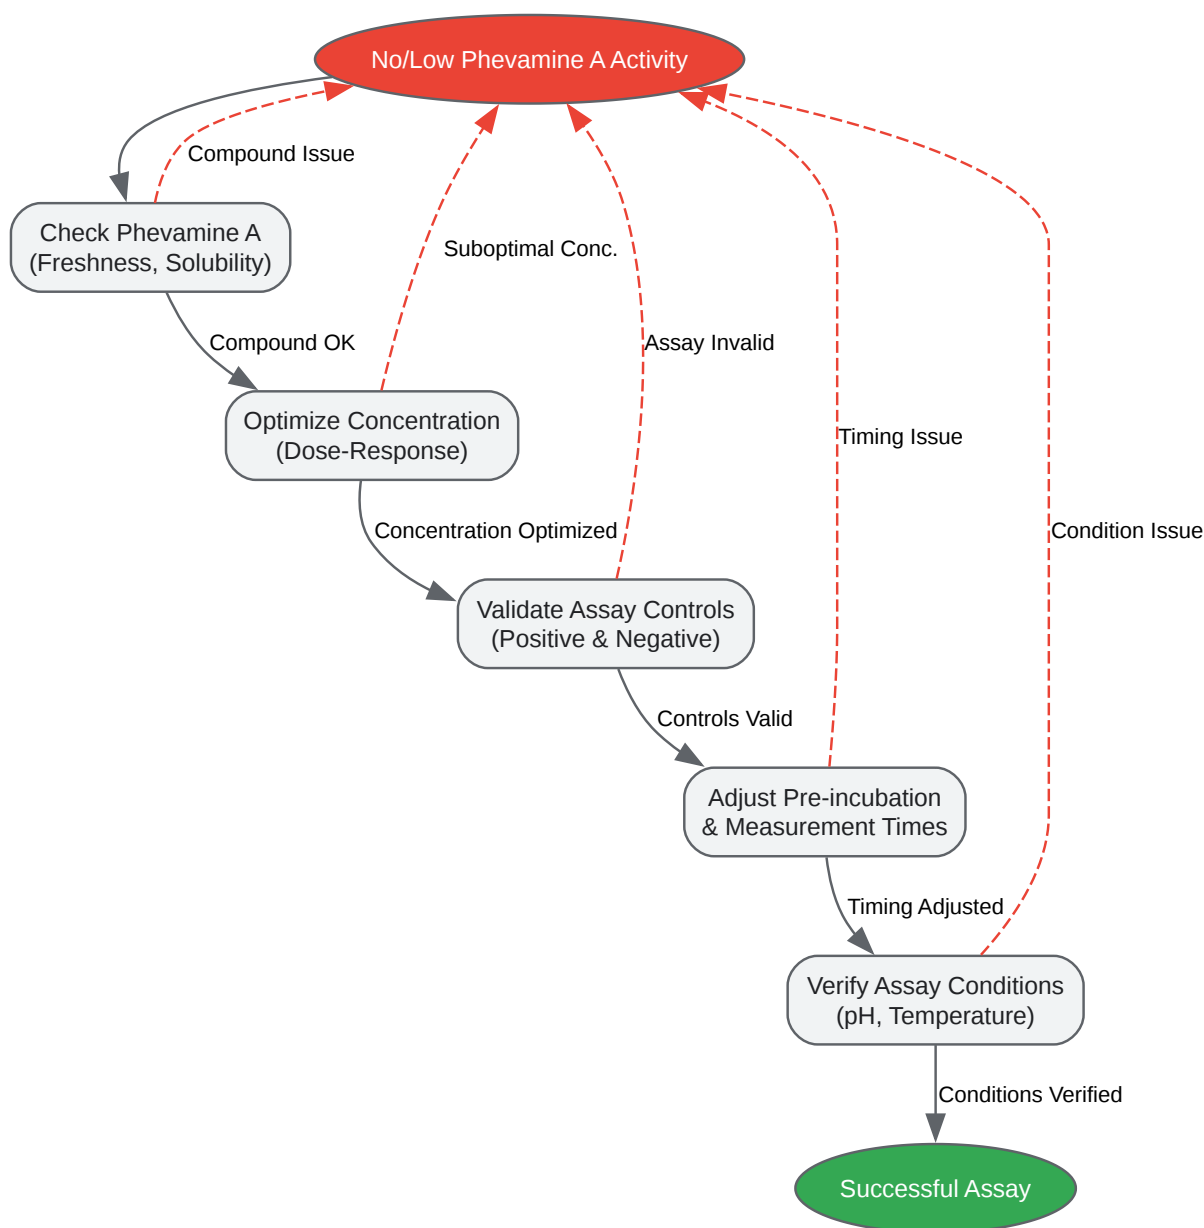 No/Low Phevamine A Activity
Compound Issue
Check Phevamine A
(Freshness, Solubility)
Suboptimal Conc.
Compound OK
Assay Invalid
Optimize Concentration
(Dose-Response)
Timing Issue
Concentration Optimized
Condition Issue
Validate Assay Controls
(Positive & Negative)
Controls Valid
Adjust Pre-incubation
& Measurement Times
Timing Adjusted
Verify Assay Conditions
(pH, Temperature)
Conditions Verified
Successful Assay